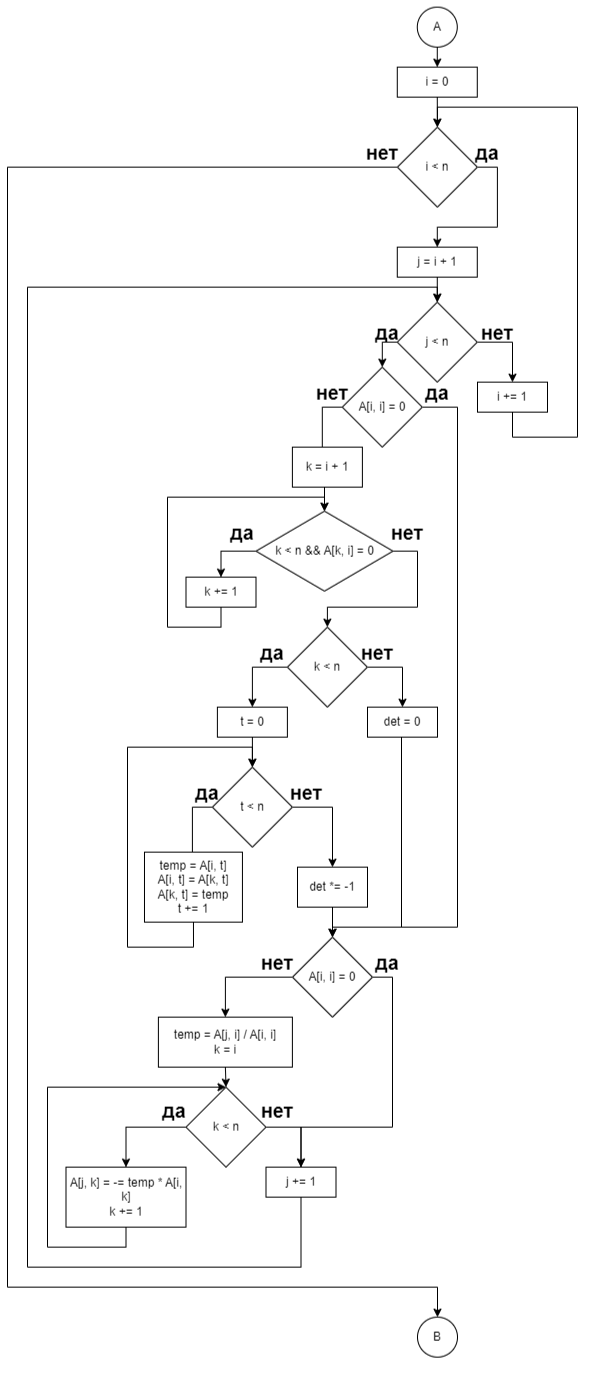 A
i = 0
нет
да
i < n
j = i + 1
да
нет
j < n
i += 1
нет
да
A[i, i] = 0
k = i + 1
да
нет
k < n && A[k, i] = 0
k += 1
да
нет
k < n
t = 0
det = 0
да
нет
t < n
temp = A[i, t]
A[i, t] = A[k, t]
A[k, t] = temp
t += 1
det *= -1
нет
да
A[i, i] = 0
temp = A[j, i] / A[i, i]
k = i
да
нет
k < n
A[j, k] = -= temp * A[i,
k]
k += 1
j += 1
B